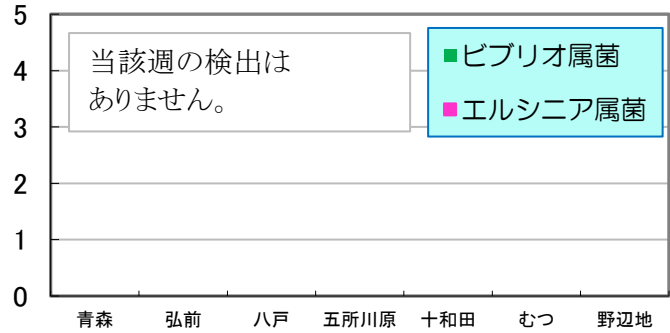 5
4
3
2
1
0
当該週の検出は
ありません。
■ビブリオ属菌
■エルシニア属菌
青森 弘前 八戸 五所川原 十和田 むつ 野辺地